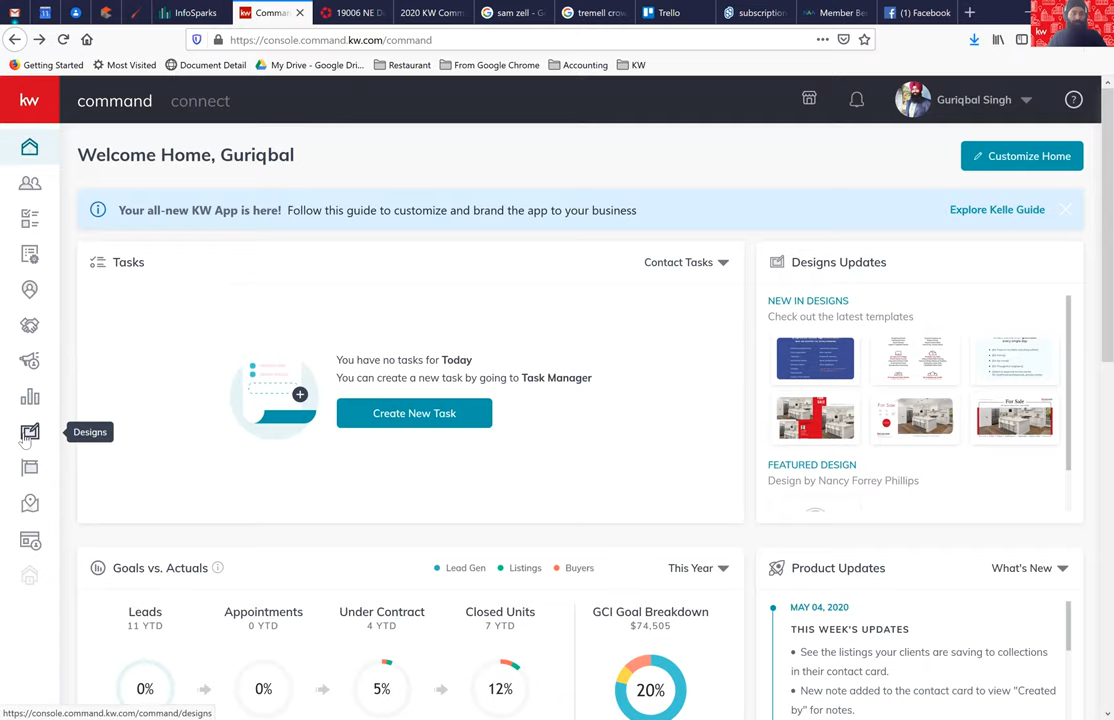 InfoSparks
Comman
19006 NE D
2020 KW Comm
sam zell - G
tremell crow
Trello
subscription
Member Be
(1) Facebook
https://console.command.kw.com/command
Getting Started
Most Visited
Document Detail
My Drive - Google Dri...
Restaurant
From Google Chrome
Accounting
KW
kw
kw
command
connect
Guriqbal Singh
Welcome Home, Guriqbal
Customize Home
Your all-new KW App is here! Follow this guide to customize and brand the app to your business
Explore Kelle Guide
Tasks
Contact Tasks
You have no tasks for Today
You can create a new task by going to Task Manager
Create New Task
Designs
Designs Updates
NEW IN DESIGNS
Check out the latest templates
For Sale
For Sale
FEATURED DESIGN
Design by Nancy Forrey Phillips
Goals vs. Actuals
Lead Gen
Listings
Buyers
This Year
Leads
11 YTD
Appointments
0 YTD
Under Contract
4 YTD
Closed Units
7 YTD
GCI Goal Breakdown
$74,505
0%
0%
5%
12%
20%
Product Updates
What's New
MAY 04, 2020
THIS WEEK'S UPDATES
• See the listings your clients are saving to collections
in their contact card.
• New note added to the contact card to view "Created
by" for notes.
https://console.command.kw.com/command/designs